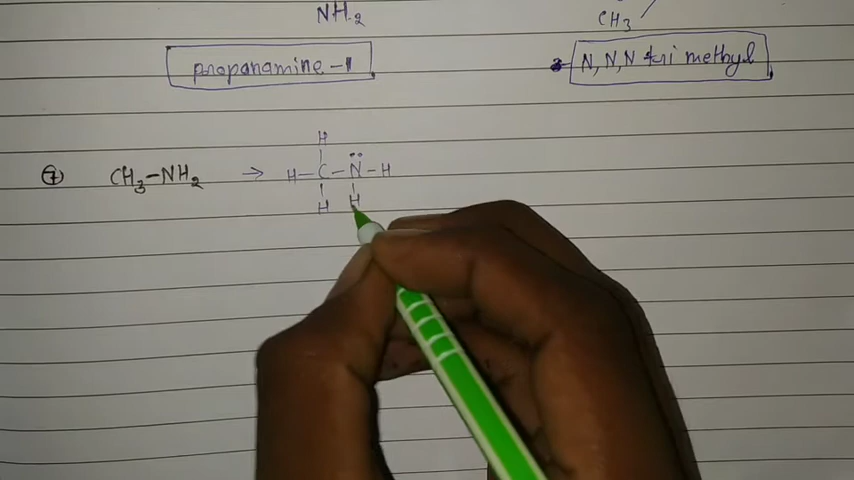 NH2
CH3
propanamine-1
N,N,N tri methyl
7 CH3-NH2 → H-C-N̈-H
H
H
H